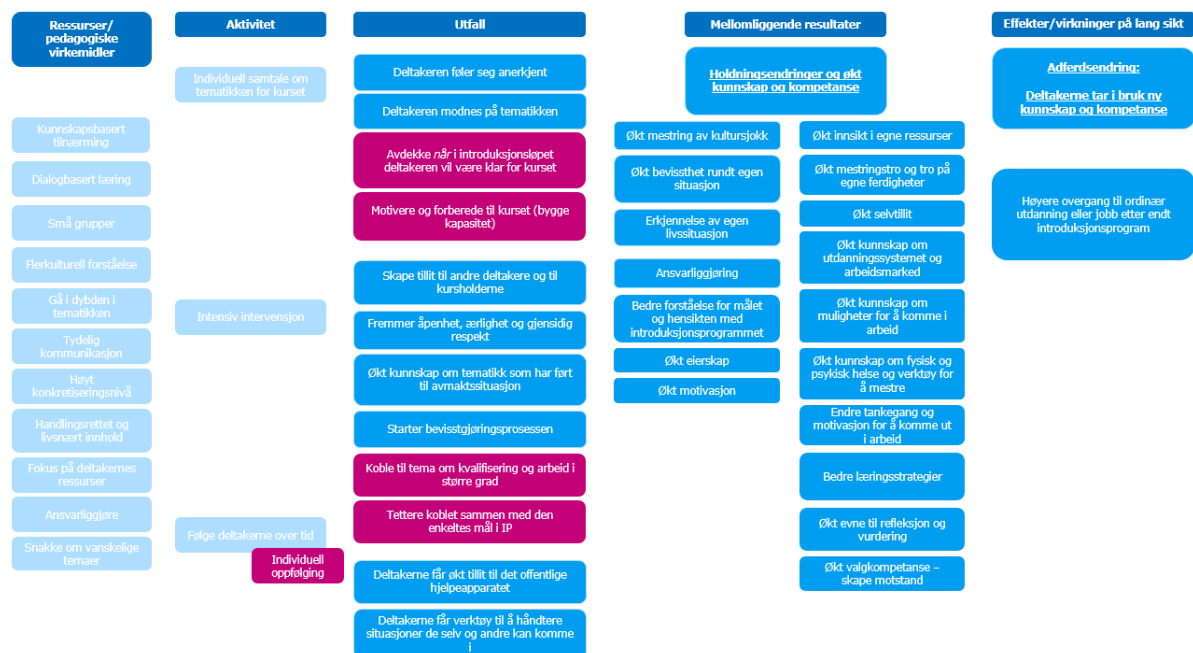 Ressurser/
pedagogiske
virkemidler
Kunnskapsbasert
tilnærming
Dialogbasert læring
Små grupper
Flerkulturell forståelse
Gå i dybden i
tematikken
Tydelig
kommunikasjon
Høyt
konkretiseringsnivå
Handlingsrettet og
livsnært innhold
Fokus på deltakernes
ressurser
Ansvarliggjøre
Snakke om vanskelige
temaer
Aktivitet
Individuell samtale om
tematikken for kurset
Intensiv intervensjon
Følge deltakerne over tid
Individuell
oppfølging
Utfall
Deltakeren føler seg anerkjent
Deltakeren modnes på tematikken
Avdekke når i introduksjonsløpet
deltakeren vil være klar for kurset
Motivere og forberede til kurset (bygge
kapasitet)
Skape tillit til andre deltakere og til
kursholderne
Fremmer åpenhet, ærlighet og gjensidig
respekt
Økt kunnskap om tematikk som har ført
til avmaktssituasjon
Starter bevisstgjøringsprosessen
Koble til tema om kvalifisering og arbeid i
større grad
Tettere koblet sammen med den
enkeltes mål i IP
Deltakerne får økt tillit til det offentlige
hjelpeapparatet
Deltakerne får verktøy til å håndtere
situasjoner de selv og andre kan komme
i
Mellomliggende resultater
Holdningsendringer og økt
kunnskap og kompetanse
Økt mestring av kultursjokk
Økt bevissthet rundt egen
situasjon
Erkjennelse av egen
livssituasjon
Ansvarliggjøring
Bedre forståelse for målet
og hensikten med
introduksjonsprogrammet
Økt eierskap
Økt motivasjon
Økt innsikt i egne ressurser
Økt mestringstro og tro på
egne ferdigheter
Økt selvtillit
Økt kunnskap om
utdanningssystemet og
arbeidsmarked
Økt kunnskap om
muligheter for å komme i
arbeid
Økt kunnskap om fysisk og
psykisk helse og verktøy for
å mestre
Endre tankegang og
motivasjon for å komme ut
i arbeid
Bedre læringsstrategier
Økt evne til refleksjon og
vurdering
Økt valgkompetanse –
skape motstand
Effekter/virkninger på lang sikt
Adferdsendring:
Deltakerne tar i bruk ny
kunnskap og kompetanse
Høyere overgang til ordinær
utdanning eller jobb etter endt
introduksjonsprogram